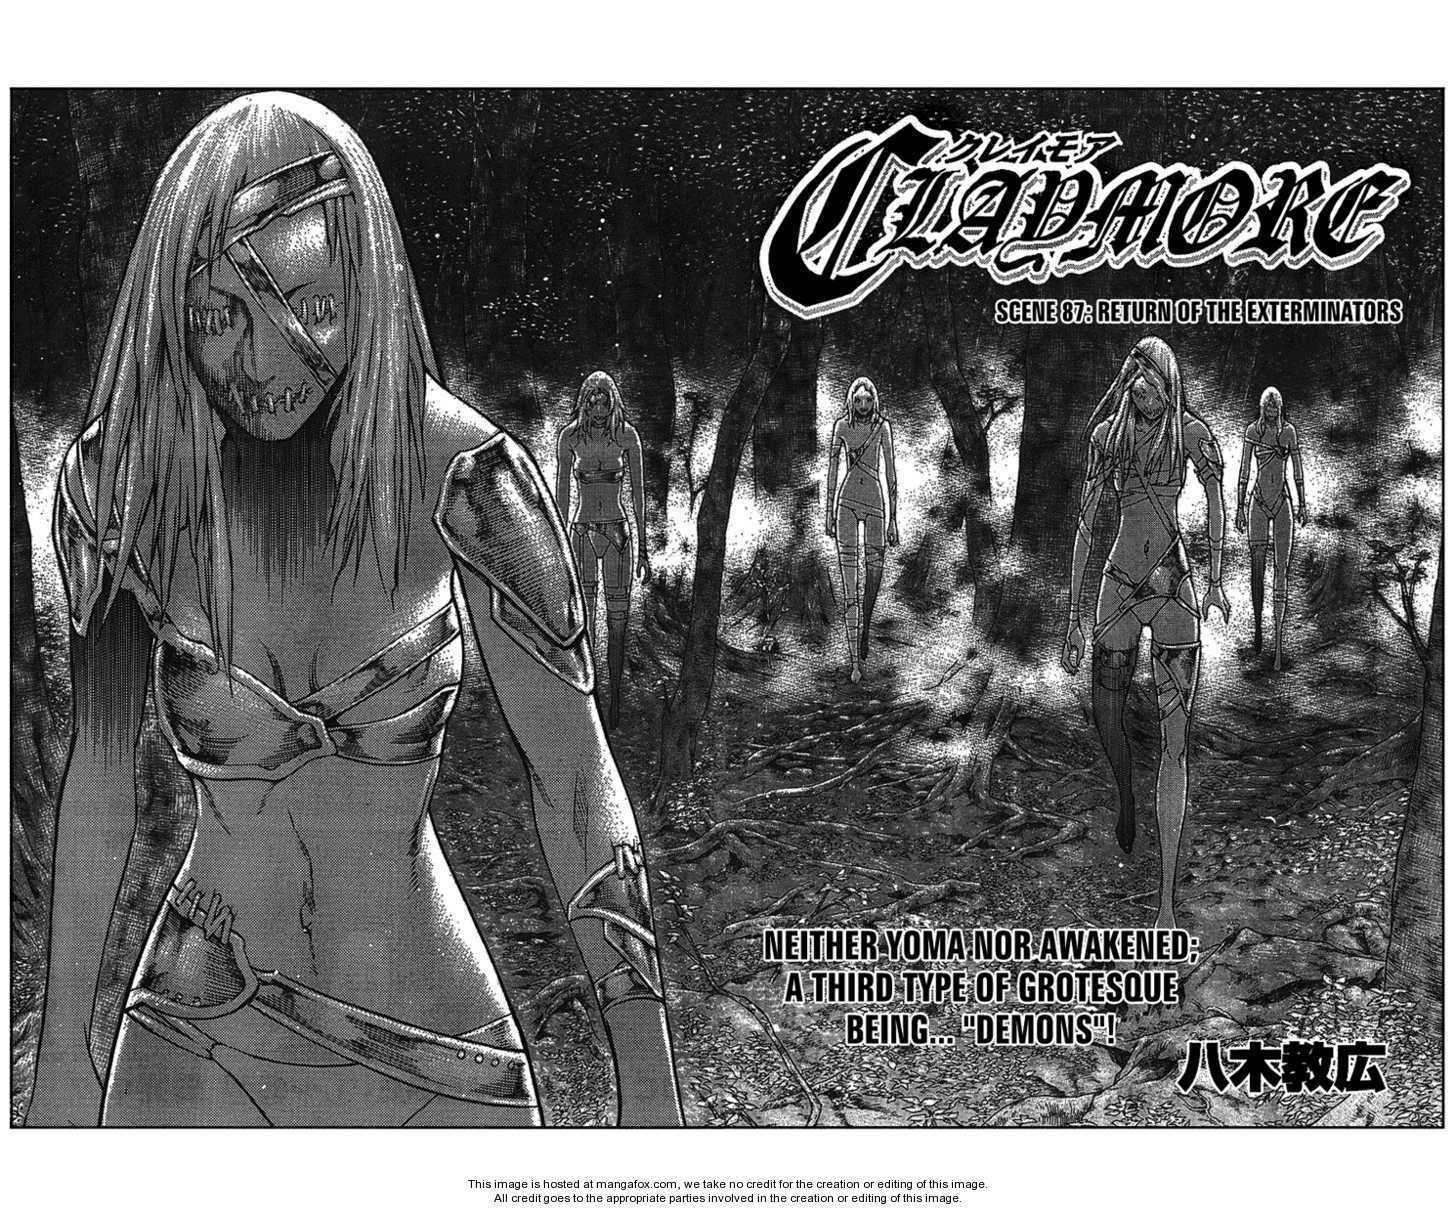 クレイモア
CLAYMORE
SCENE 87: RETURN OF THE EXTERMINATORS
NEITHER YOMA NOR AWAKENED;
A THIRD TYPE OF GROTESQUE
BEING... "DEMONS"!
八木教広
This image is hosted at mangafox.com, we take no credit for the creation or editing of this image.
All credit goes to the appropriate parties involved in the creation or editing of this image.